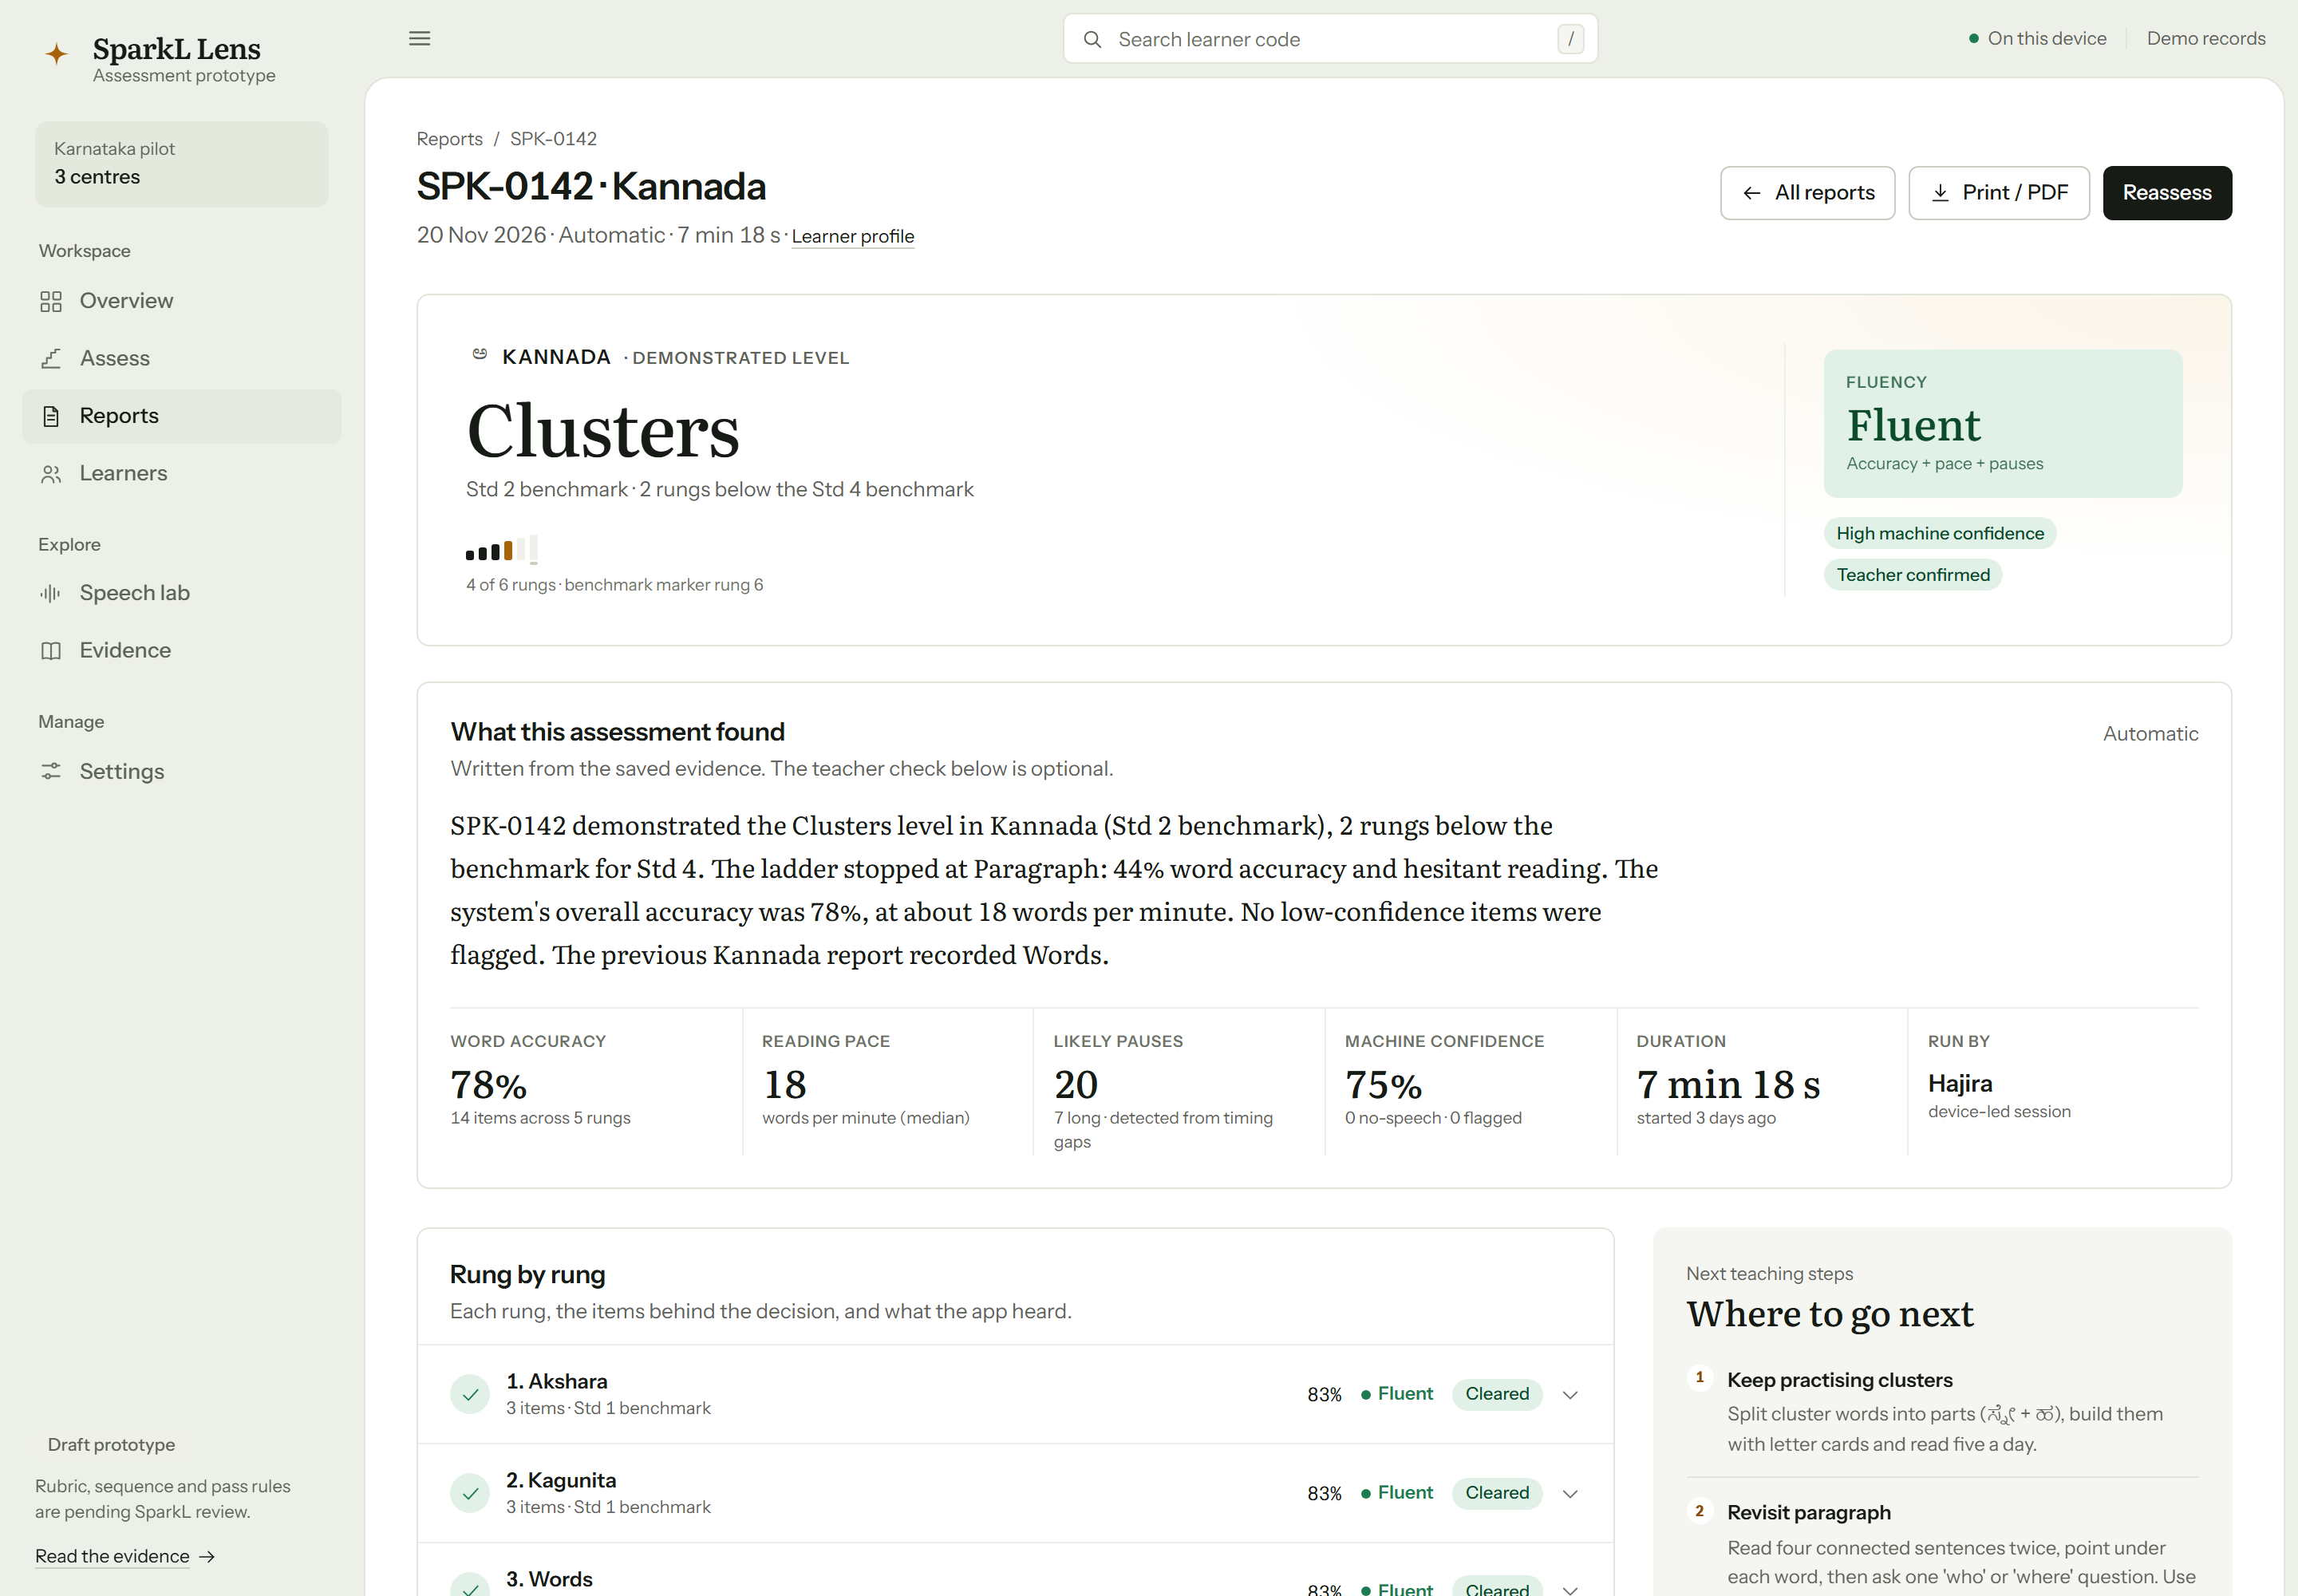 SparkL Lens
Assessment prototype
Search learner code
/
On this device
Demo records
Karnataka pilot
3 centres
Workspace
Overview
Assess
Reports
Learners
Explore
Speech lab
Evidence
Manage
Settings
Draft prototype
Rubric, sequence and pass rules
are pending SparkL review.
Read the evidence →
Reports / SPK-0142
SPK-0142 · Kannada
20 Nov 2026 · Automatic · 7 min 18 s · Learner profile
← All reports
Print / PDF
Reassess
ಅ KANNADA · DEMONSTRATED LEVEL
Clusters
Std 2 benchmark · 2 rungs below the Std 4 benchmark
4 of 6 rungs · benchmark marker rung 6
FLUENCY
Fluent
Accuracy + pace + pauses
High machine confidence
Teacher confirmed
What this assessment found
Automatic
Written from the saved evidence. The teacher check below is optional.
SPK-0142 demonstrated the Clusters level in Kannada (Std 2 benchmark), 2 rungs below the
benchmark for Std 4. The ladder stopped at Paragraph: 44% word accuracy and hesitant reading. The
system's overall accuracy was 78%, at about 18 words per minute. No low-confidence items were
flagged. The previous Kannada report recorded Words.
WORD ACCURACY
78%
14 items across 5 rungs
READING PACE
18
words per minute (median)
LIKELY PAUSES
20
7 long · detected from timing
gaps
MACHINE CONFIDENCE
75%
0 no-speech · 0 flagged
DURATION
7 min 18 s
started 3 days ago
RUN BY
Hajira
device-led session
Rung by rung
Each rung, the items behind the decision, and what the app heard.
1. Akshara
3 items · Std 1 benchmark
83% Fluent Cleared
2. Kagunita
3 items · Std 1 benchmark
83% Fluent Cleared
3. Words
83% Fluent Cleared
Next teaching steps
Where to go next
1 Keep practising clusters
Split cluster words into parts (ಸ್ನೇ + ಹ), build them
with letter cards and read five a day.
2 Revisit paragraph
Read four connected sentences twice, point under
each word, then ask one 'who' or 'where' question. Use